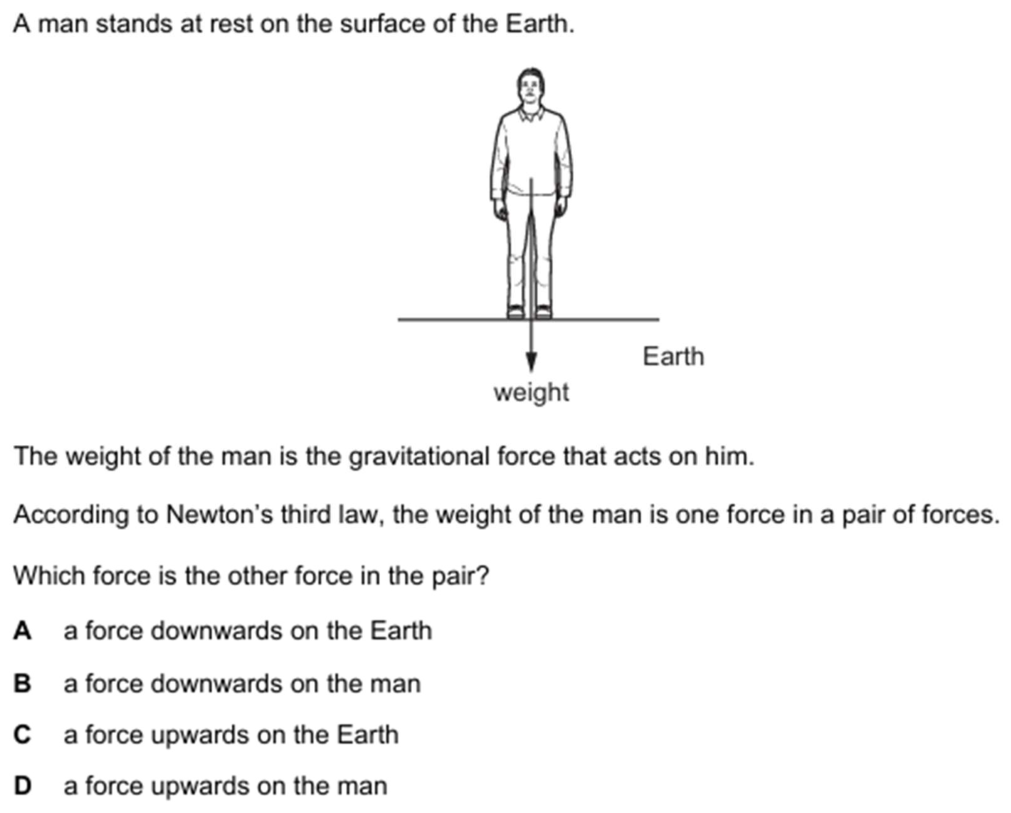 A man stands at rest on the surface of the Earth.
Earth
weight
The weight of the man is the gravitational force that acts on him.
According to Newton's third law, the weight of the man is one force in a pair of forces.
Which force is the other force in the pair?
A a force downwards on the Earth
B a force downwards on the man
C a force upwards on the Earth
D a force upwards on the man